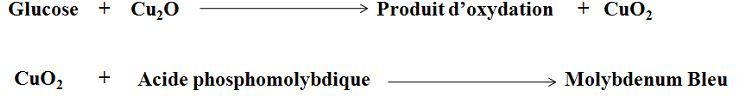 Glucose + Cu₂O ⟶ Produit d'oxydation + CuO₂
CuO₂ + Acide phosphomolybdique ⟶ Molybdenum Bleu